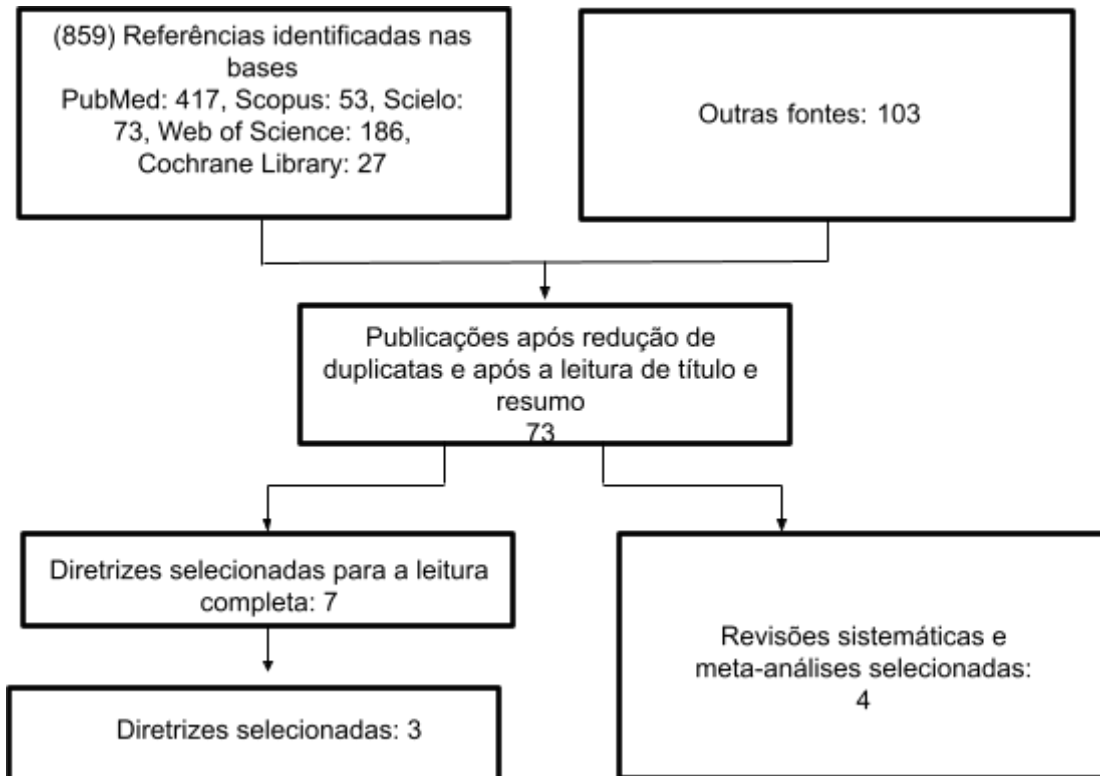 (859) Referências identificadas nas
bases
PubMed: 417, Scopus: 53, Scielo:
73, Web of Science: 186,
Cochrane Library: 27
Outras fontes: 103
Publicações após redução de
duplicatas e após a leitura de título e
resumo
73
Diretrizes selecionadas para a leitura
completa: 7
Revisões sistemáticas e
meta-análises selecionadas:
4
Diretrizes selecionadas: 3